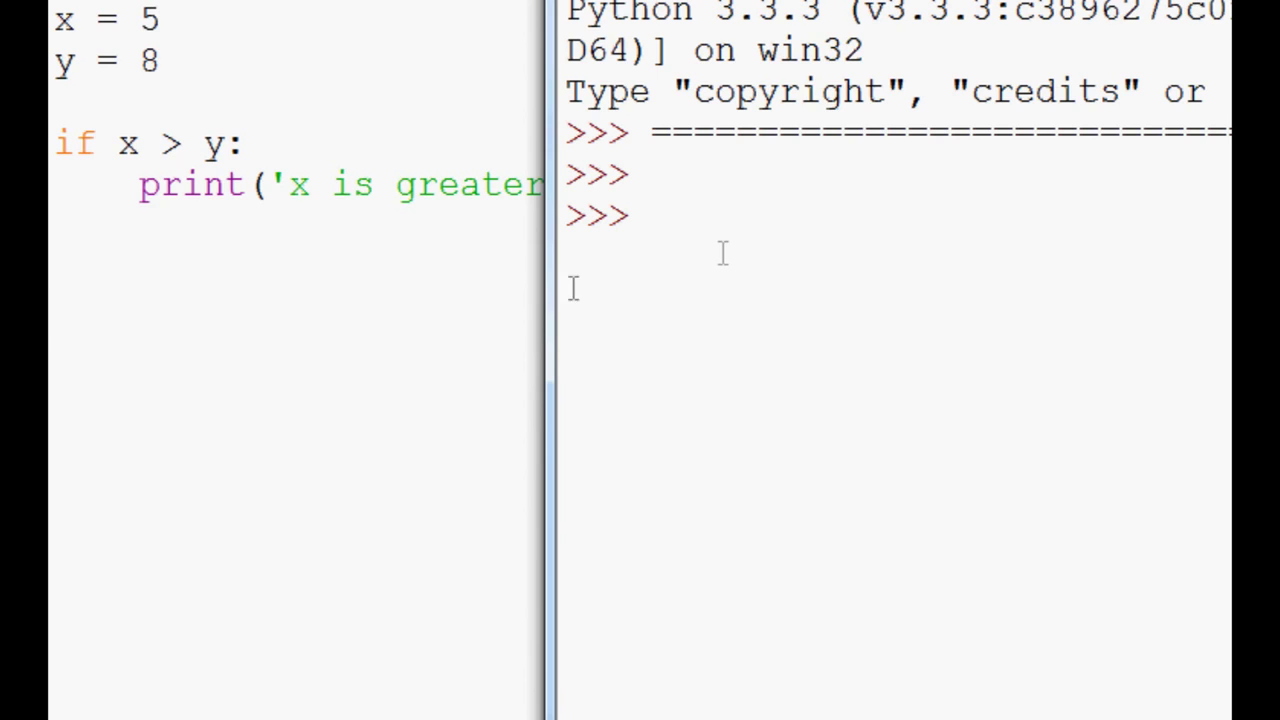 x = 5
y = 8
if x > y:
print('x is greater
Python 3.3.3 (v3.3.3:c3896275c0
D64)] on win32
Type "copyright", "credits" or
>>> ============================
>>>
>>>